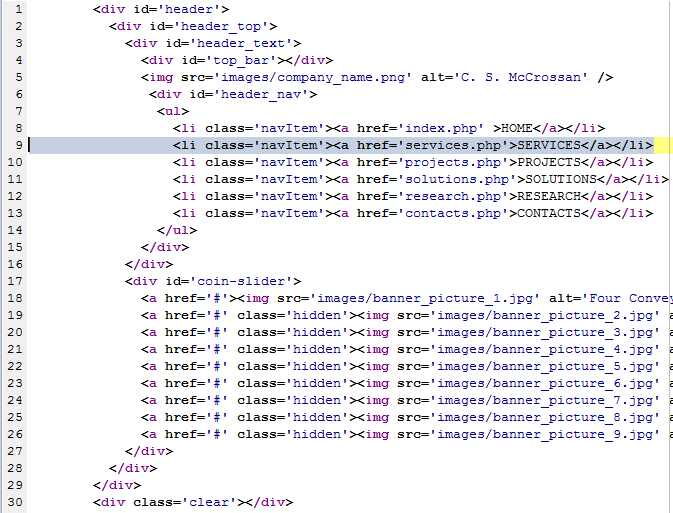 1 <div id='header'>
2 <div id='header_top'>
3 <div id='header_text'>
4 <div id='top_bar'></div>
5 <img src='images/company_name.png' alt='C. S. McCrossan' />
6 <div id='header_nav'>
7 <ul>
8 <li class='navItem'><a href='index.php' >HOME</a></li>
9 <li class='navItem'><a href='services.php'>SERVICES</a></li>
10 <li class='navItem'><a href='projects.php'>PROJECTS</a></li>
11 <li class='navItem'><a href='solutions.php'>SOLUTIONS</a></li>
12 <li class='navItem'><a href='research.php'>RESEARCH</a></li>
13 <li class='navItem'><a href='contacts.php'>CONTACTS</a></li>
14 </ul>
15 </div>
16 </div>
17 <div id='coin-slider'>
18 <a href='#'><img src='images/banner_picture_1.jpg' alt='Four Convey
19 <a href='#' class='hidden'><img src='images/banner_picture_2.jpg' a
20 <a href='#' class='hidden'><img src='images/banner_picture_3.jpg' a
21 <a href='#' class='hidden'><img src='images/banner_picture_4.jpg' a
22 <a href='#' class='hidden'><img src='images/banner_picture_5.jpg' a
23 <a href='#' class='hidden'><img src='images/banner_picture_6.jpg' a
24 <a href='#' class='hidden'><img src='images/banner_picture_7.jpg' a
25 <a href='#' class='hidden'><img src='images/banner_picture_8.jpg' a
26 <a href='#' class='hidden'><img src='images/banner_picture_9.jpg' a
27 </div>
28 </div>
29 </div>
30 <div class='clear'></div>